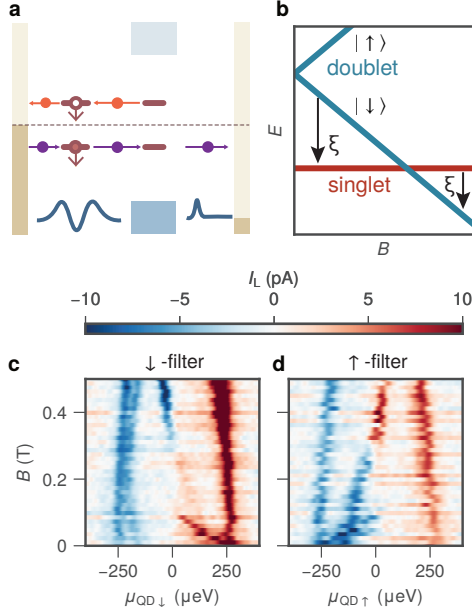 a
b
E
| ↑ ⟩
doublet
| ↓ ⟩
ξ
ξ
singlet
B
I_L (pA)
−10 −5 0 5 10
c ↓ -filter
d ↑ -filter
B (T)
0.4
0.2
0
−250 0 250
−250 0 250
μ_QD↓ (μeV)
μ_QD↑ (μeV)